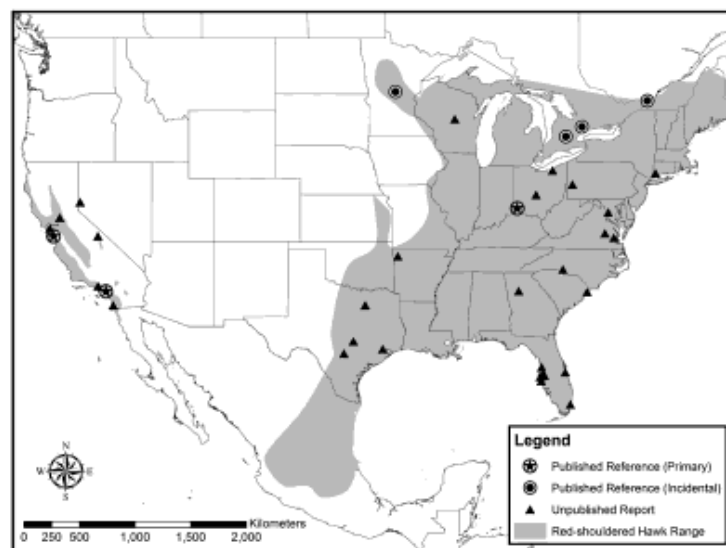 N
W E
S
Kilometers
0 250 500 1,000 1,500 2,000
Legend
Published Reference (Primary)
Published Reference (Incidental)
Unpublished Report
Red-shouldered Hawk Range